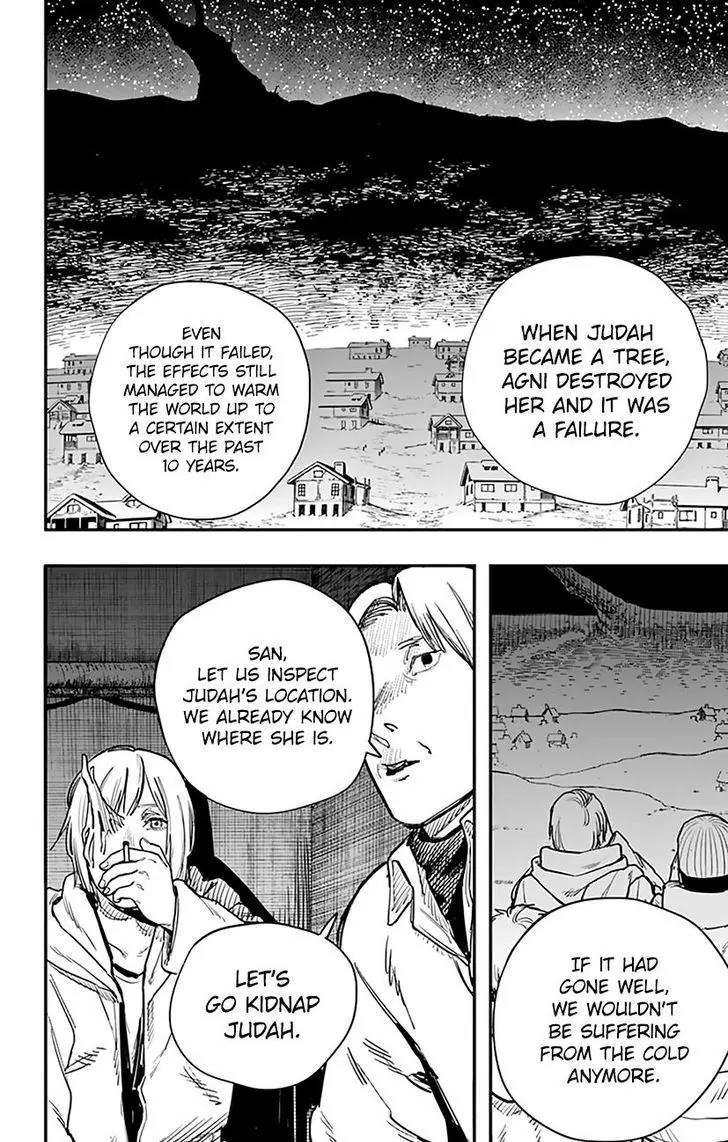 WHEN JUDAH
BECAME A TREE,
AGNI DESTROYED
HER AND IT WAS
A FAILURE.
EVEN
THOUGH IT FAILED,
THE EFFECTS STILL
MANAGED TO WARM
THE WORLD UP TO
A CERTAIN EXTENT
OVER THE PAST
10 YEARS.
IF IT HAD
GONE WELL,
WE WOULDN'T
BE SUFFERING
FROM THE COLD
ANYMORE.
SAN,
LET US INSPECT
JUDAH'S LOCATION.
WE ALREADY KNOW
WHERE SHE IS.
LET'S
GO KIDNAP
JUDAH.